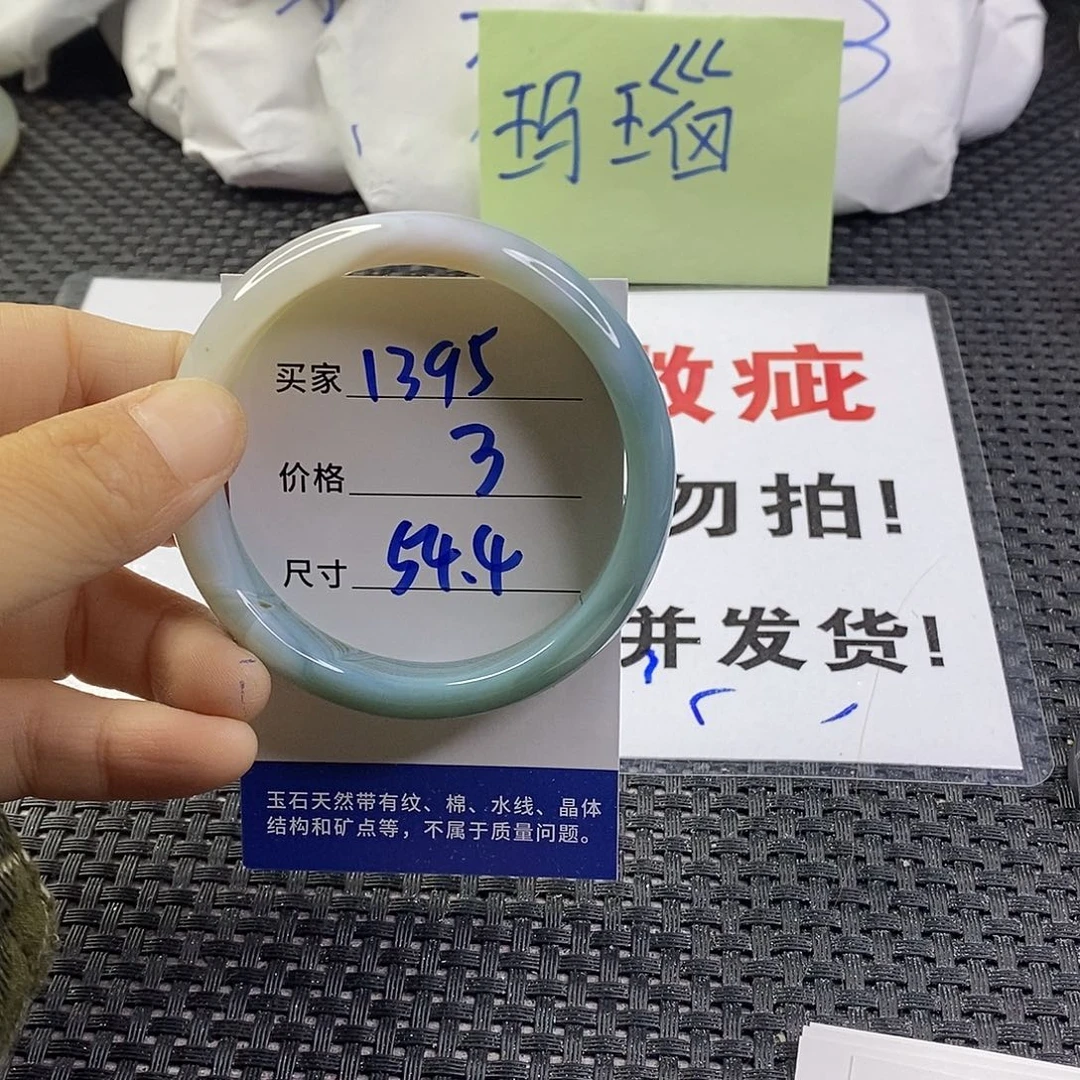 玛瑙
买家 1395
价格 3
尺寸 54.4
玉石天然带有纹、棉、水线、晶体
结构和矿点等，不属于质量问题。
疵
勿拍！
并发货！